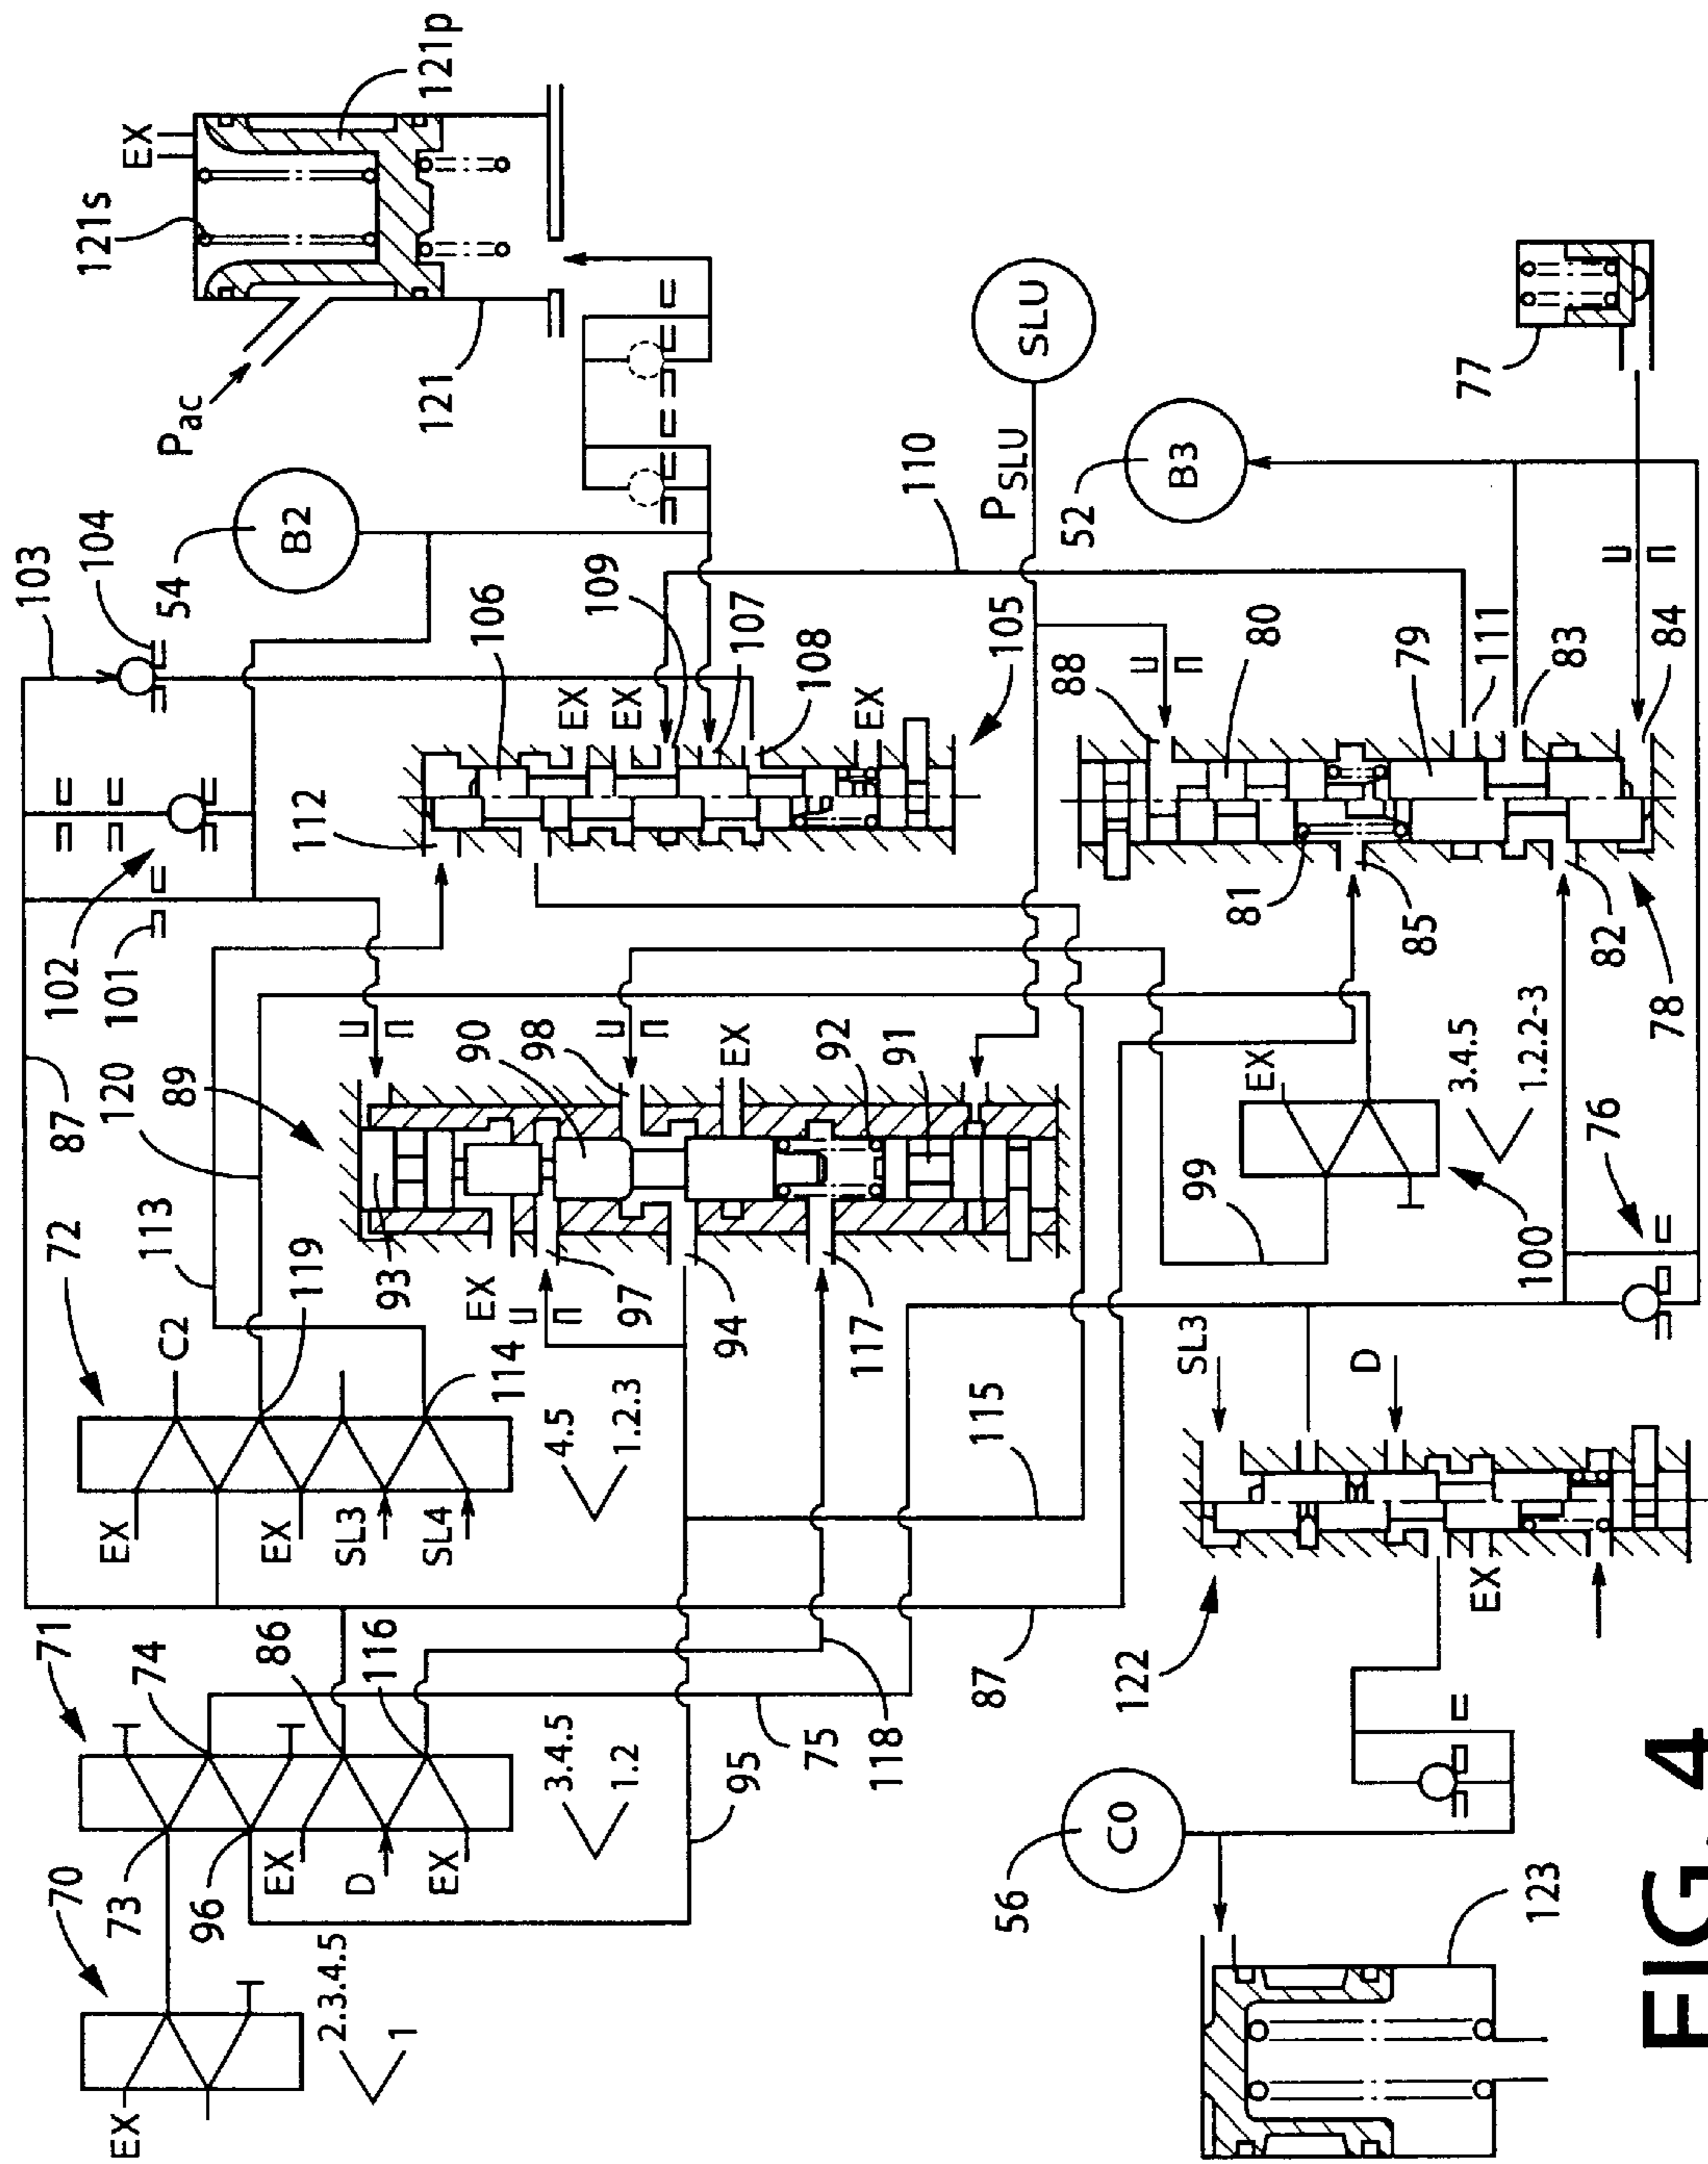 EX
121s
121p
Pac
121
103
104
54
B2
106
109
107
105
108
EX
EX
EX
112
102
101
110
SLU
PSLU
52
B3
77
88
80
79
111
83
84
81
85
82
78
87
120
89
90
98
EX
92
91
113
72
119
93
EX
97
94
117
C2
114
EX
EX
SL3
SL4
4.5
1.2.3
99
EX
3.4.5
1.2.2-3
76
100
115
SL3
D
EX
122
71
74
86
116
87
118
75
95
70
73
96
EX
D
EX
3.4.5
1.2
EX
2.3.4.5
1
56
C0
123
FIG. 4